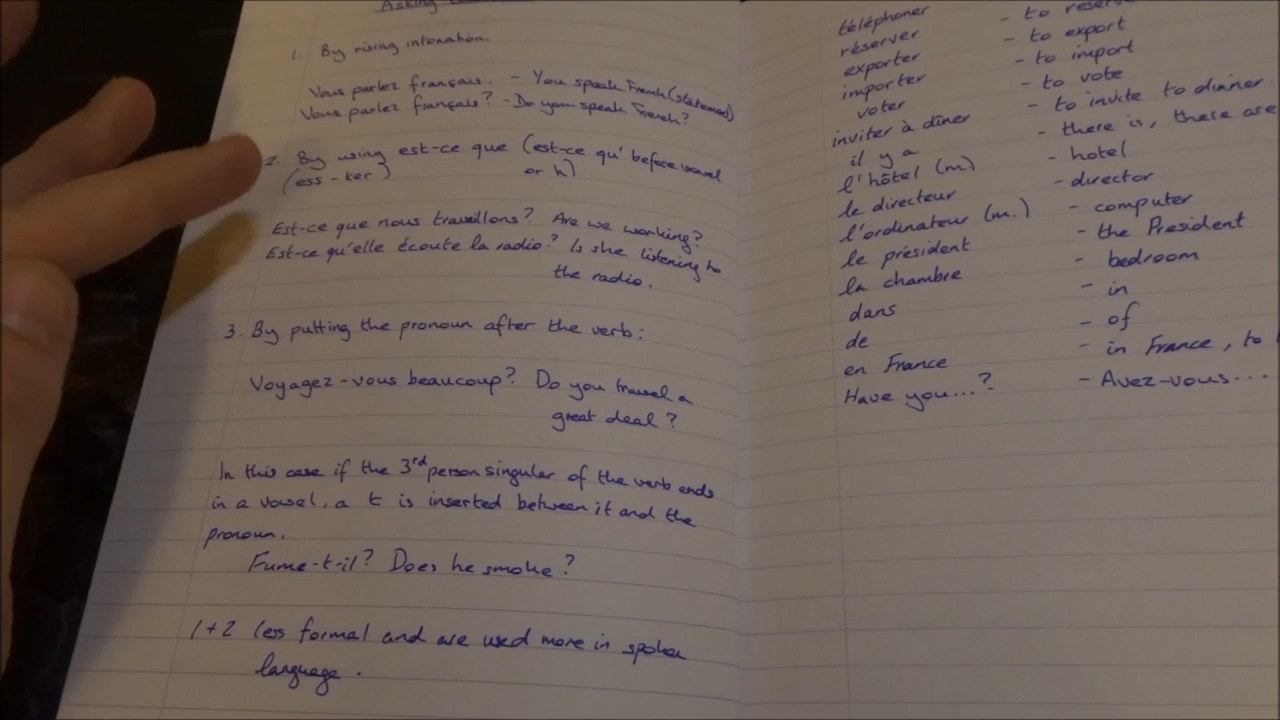 Asking
1. By rising intonation.
Vous parlez français. - You speak French (statement)
Vous parlez français? - Do you speak French?
2. By using est-ce que (est-ce qu' before vowel
(ess-ker) or h)
Est-ce que nous travaillons? Are we working?
Est-ce qu'elle écoute la radio? Is she listening to
the radio.
3. By putting the pronoun after the verb:
Voyagez-vous beaucoup? Do you travel a
great deal?
In this case if the 3rd person singular of the verb ends
in a vowel, a t is inserted between it and the
pronoun.
Fume-t-il? Does he smoke?
1+2 less formal and are used more in spoken
language.
téléphoner
réserver - to reserve
exporter - to export
importer - to import
voter - to vote
inviter à dîner - to invite to dinner
il y a - there is, there are
l'hôtel (m) - hotel
le directeur - director
l'ordinateur (m.) - computer
le président - the President
la chambre - bedroom
dans - in
de - of
en France - in France, to
Have you...? - Avez-vous...